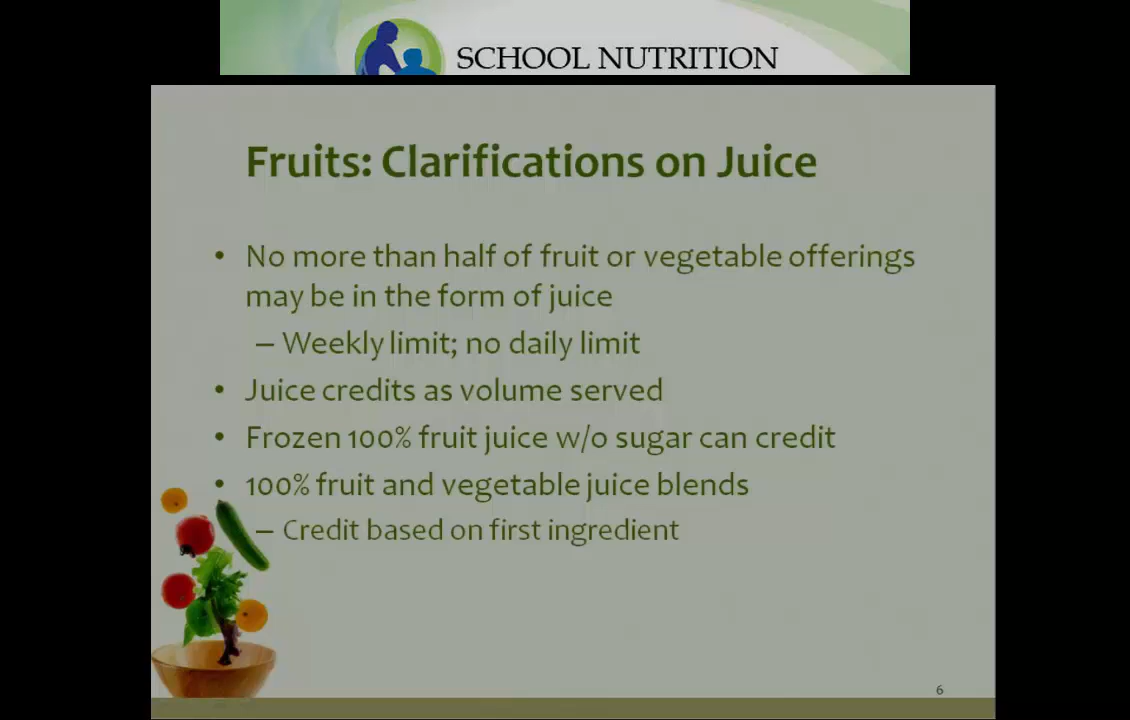 SCHOOL NUTRITION
Fruits: Clarifications on Juice
• No more than half of fruit or vegetable offerings
may be in the form of juice
– Weekly limit; no daily limit
• Juice credits as volume served
• Frozen 100% fruit juice w/o sugar can credit
• 100% fruit and vegetable juice blends
– Credit based on first ingredient
6